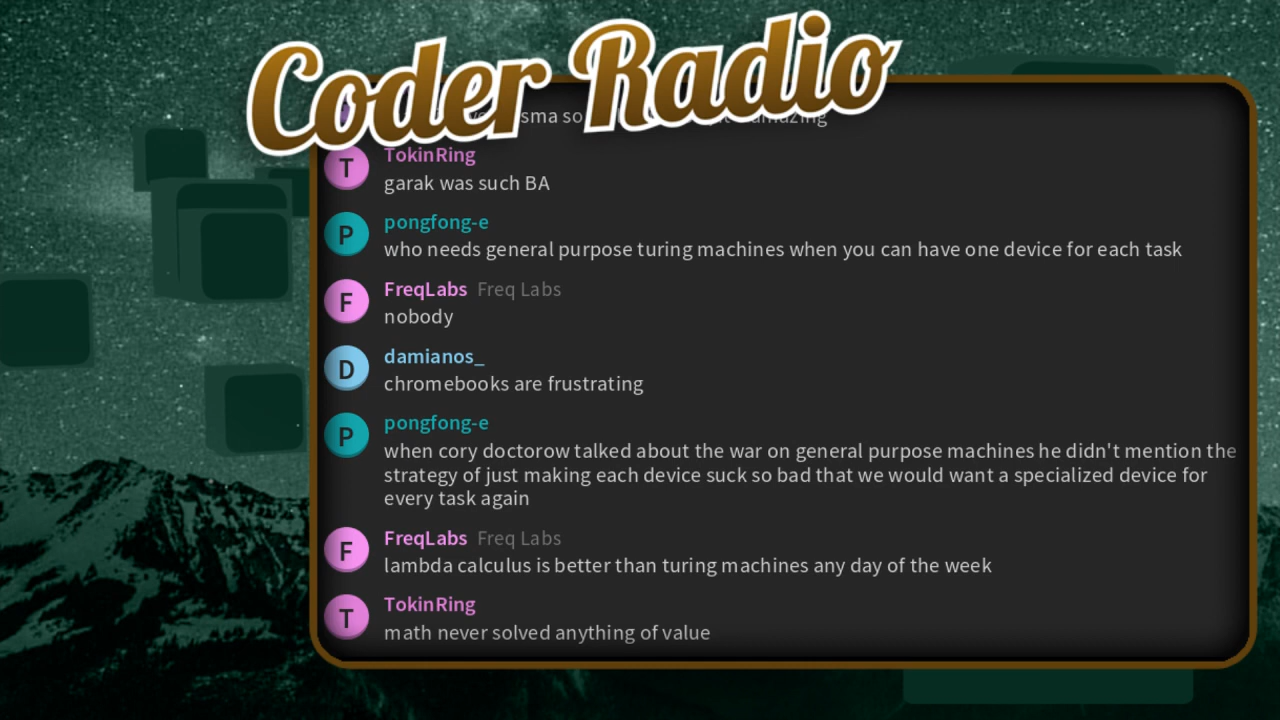 Coder Radio
sma so
amazing
T
TokinRing
garak was such BA
P
pongfong-e
who needs general purpose turing machines when you can have one device for each task
F
FreqLabs Freq Labs
nobody
D
damianos_
chromebooks are frustrating
P
pongfong-e
when cory doctorow talked about the war on general purpose machines he didn't mention the
strategy of just making each device suck so bad that we would want a specialized device for
every task again
F
FreqLabs Freq Labs
lambda calculus is better than turing machines any day of the week
T
TokinRing
math never solved anything of value